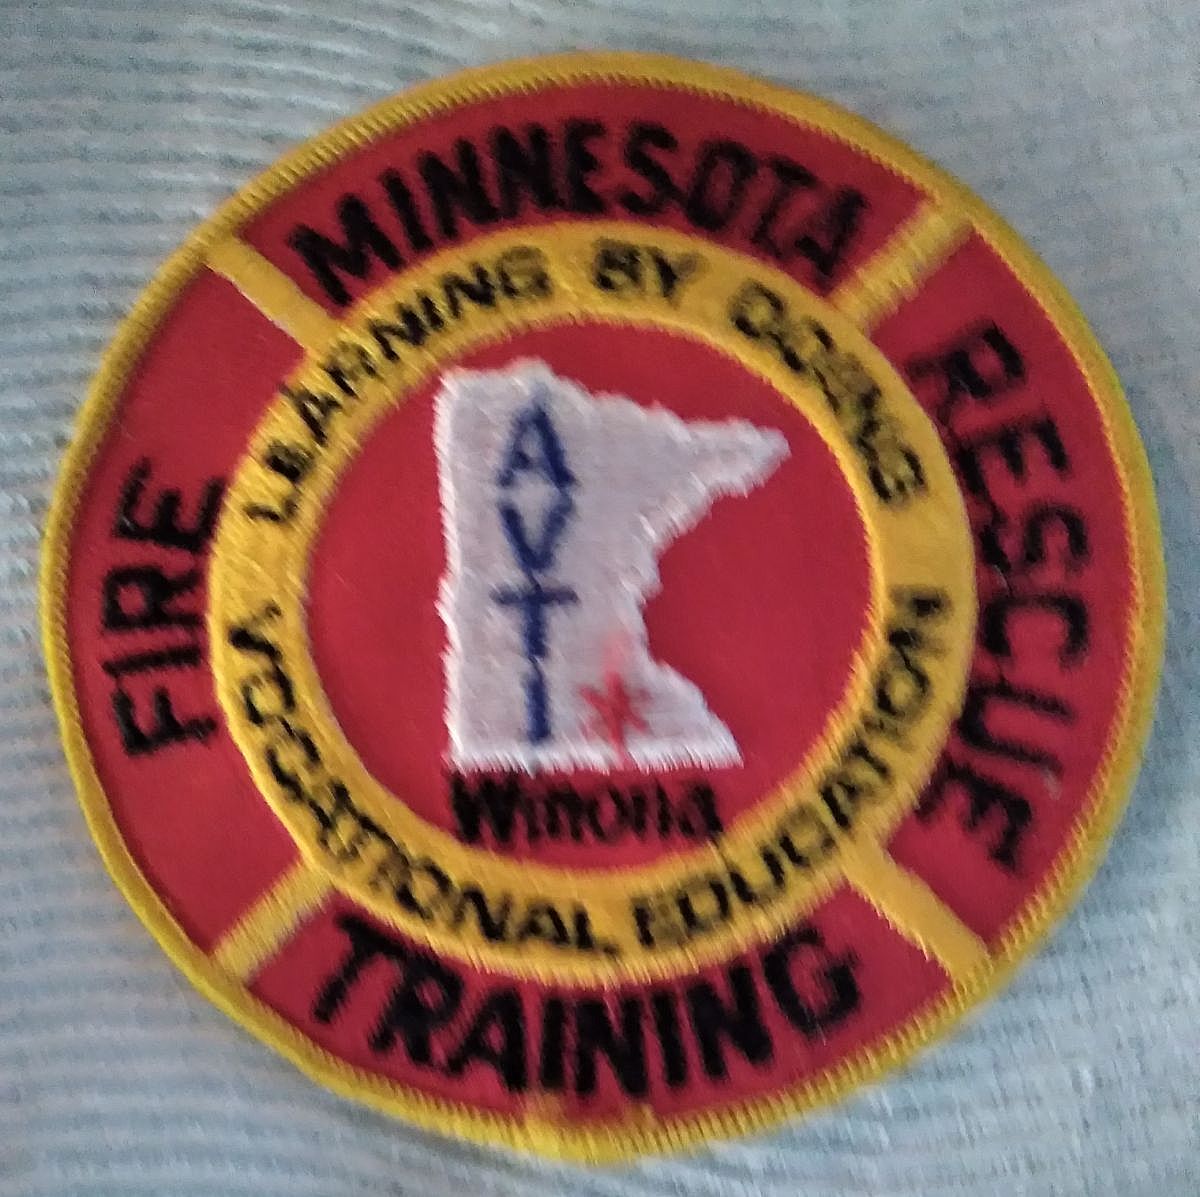 MINNESOTA
FIRE
RESCUE
TRAINING
LEARNING BY DOING
VOCATIONAL EDUCATION
AVTI
Winona